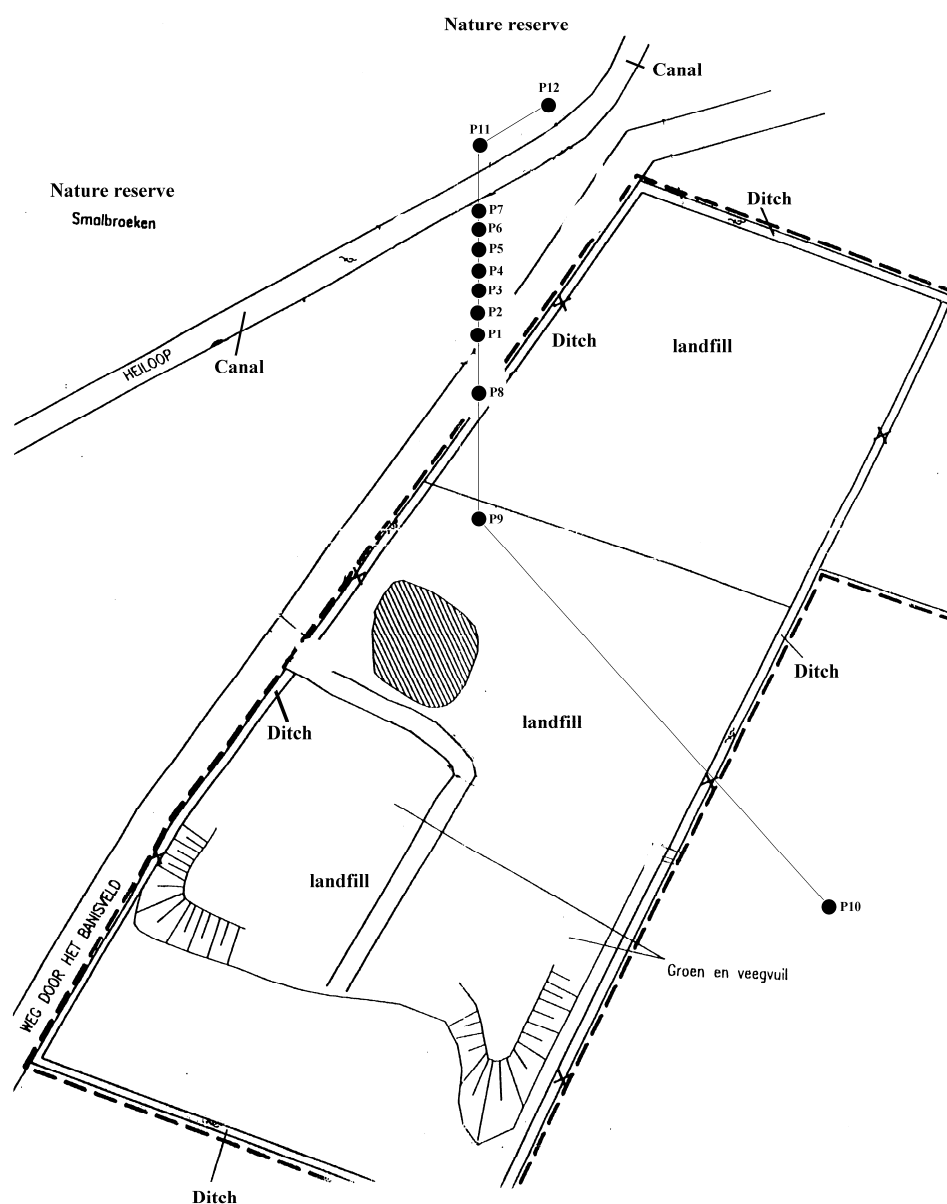 Nature reserve
Canal
P12
P11
Nature reserve
Smalbroeken
Ditch
P7
P6
P5
P4
P3
P2
P1
Ditch
landfill
HEILOOP
Canal
P8
P9
Ditch
landfill
Ditch
landfill
P10
WEG DOOR HET BANISVELD
Groen en veegvuil
Ditch